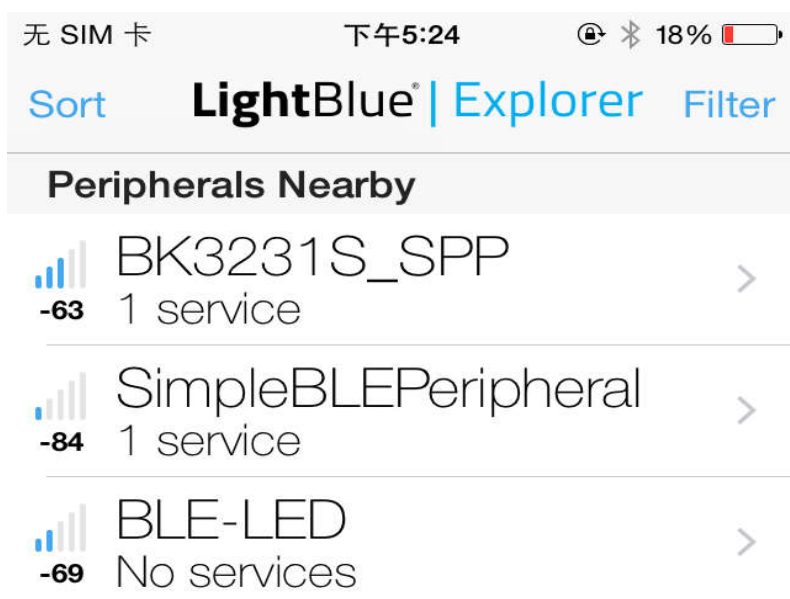 无 SIM 卡 下午5:24 18%
Sort LightBlue® | Explorer Filter
Peripherals Nearby
BK3231S_SPP
-63 1 service
SimpleBLEPeripheral
-84 1 service
BLE-LED
-69 No services